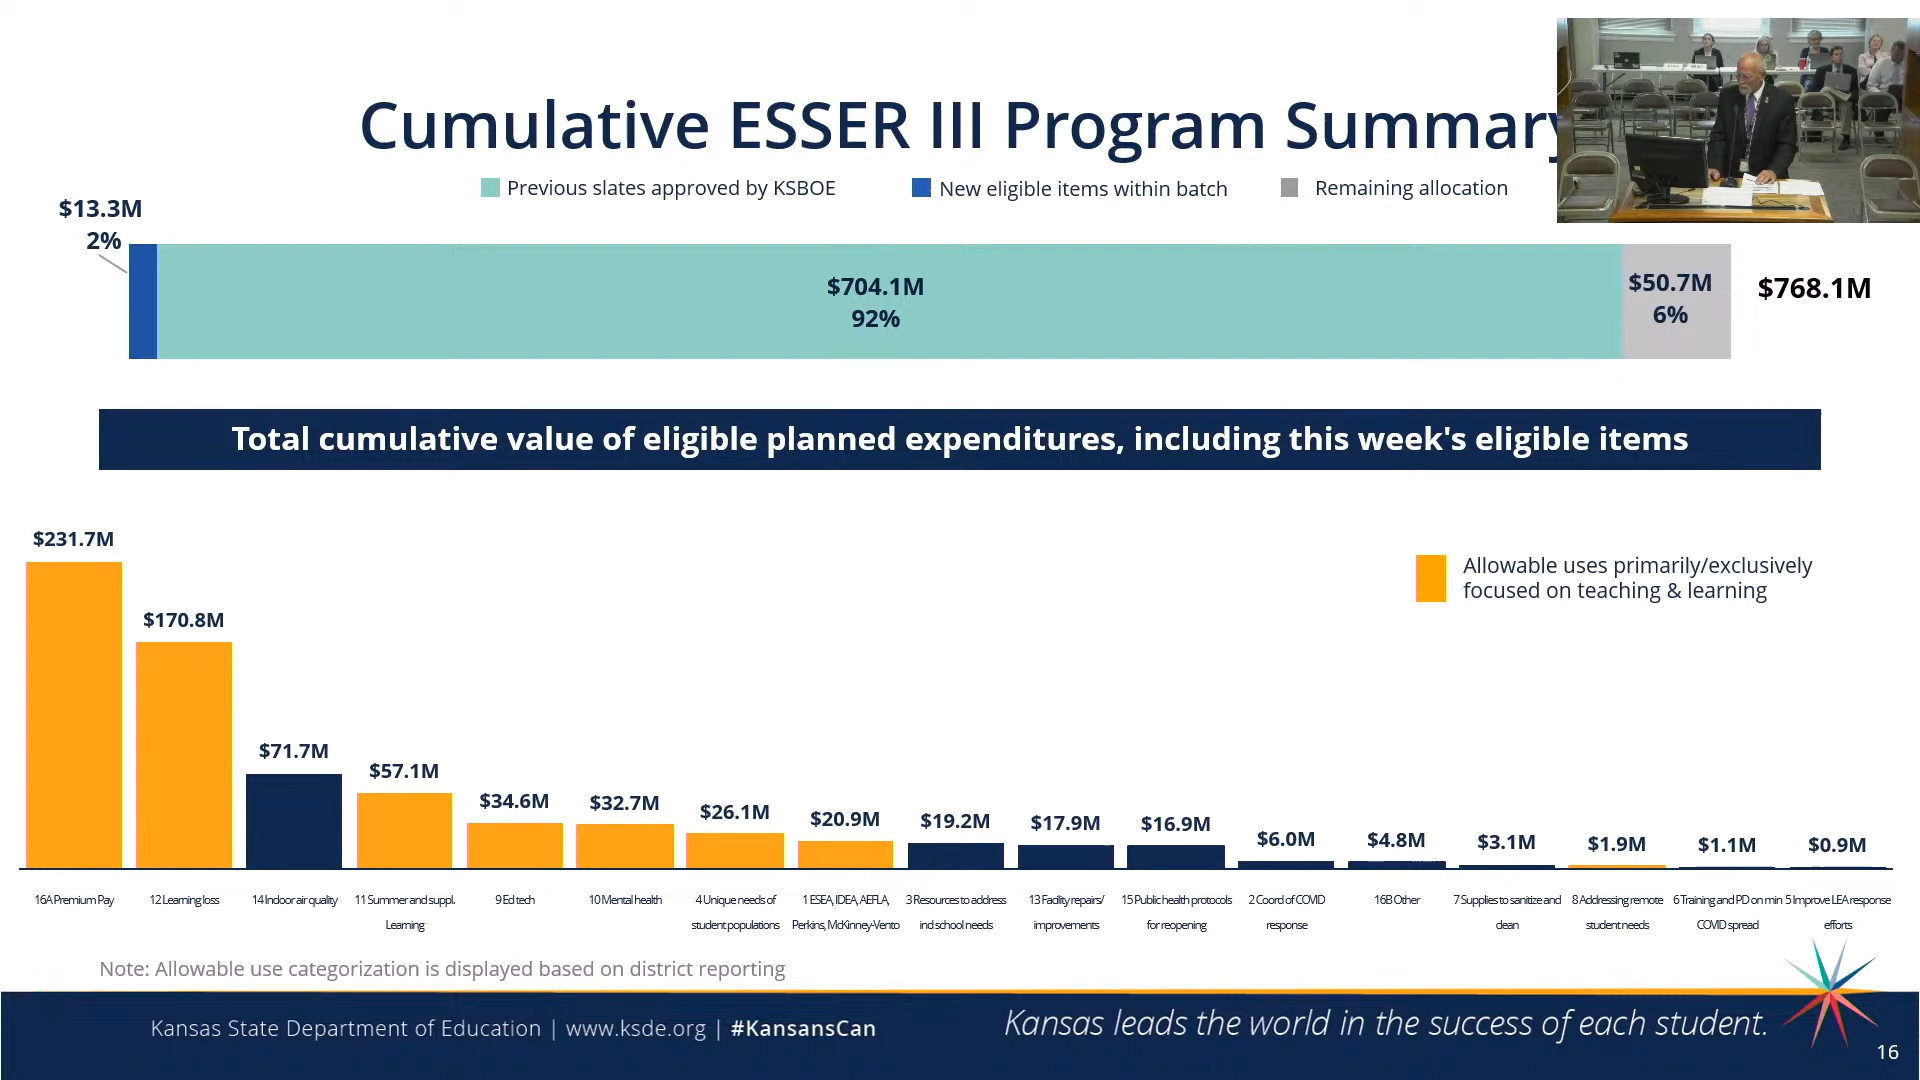 Cumulative ESSER III Program Summary
Previous slates approved by KSBOE
New eligible items within batch
Remaining allocation
$13.3M
2%
$704.1M
92%
$50.7M
6%
$768.1M
Total cumulative value of eligible planned expenditures, including this week's eligible items
Allowable uses primarily/exclusively
focused on teaching & learning
$231.7M
$170.8M
$71.7M
$57.1M
$34.6M
$32.7M
$26.1M
$20.9M
$19.2M
$17.9M
$16.9M
$6.0M
$4.8M
$3.1M
$1.9M
$1.1M
$0.9M
16A Premium Pay
12 Learning loss
14 Indoor air quality
11 Summer and suppl.
Learning
9 Ed tech
10 Mental health
4 Unique needs of
student populations
1 ESEA, IDEA, AEFLA,
Perkins, McKinney-Vento
3 Resources to address
ind school needs
13 Facility repairs/
improvements
15 Public health protocols
for reopening
2 Coord of COVID
response
16B Other
7 Supplies to sanitize and
clean
8 Addressing remote
student needs
6 Training and PD on min
COVID spread
5 Improve LEA response
efforts
Note: Allowable use categorization is displayed based on district reporting
Kansas State Department of Education | www.ksde.org | #KansansCan
Kansas leads the world in the success of each student.
16